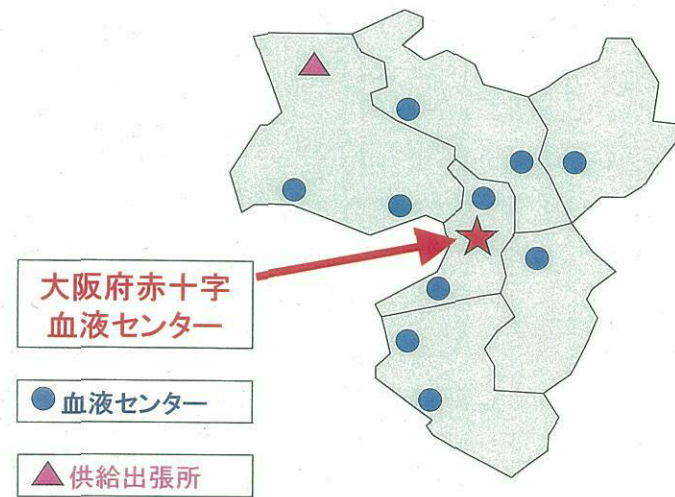 大阪府赤十字
血液センター
血液センター
供給出張所